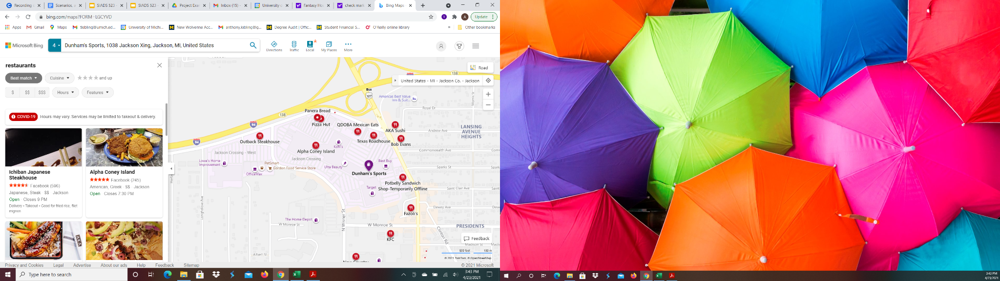 Recording
Scenarios,
SIADS 523
SIADS 523
Project Exa
Inbox (15)
University
Fantasy Ho
check mark
Bing Maps
bing.com/maps?FORM=LGCYVD
Update
Apps
Gmail
Maps
tkibling@umich.ed...
University of Michi...
New Wolverine Acc...
anthony.kibling@g...
Degree Audit | Offic...
Student Financial S...
O'Reilly online library
Other bookmarks
Microsoft Bing
4
Dunham's Sports, 1038 Jackson Xing, Jackson, MI, United States
Directions
Traffic
Local
My Places
More
restaurants
Best match
Cuisine
and up
$
$$
$$$
Hours
Features
COVID-19 Hours may vary. Services may be limited to takeout & delivery.
Ichiban Japanese
Steakhouse
Facebook (596)
Japanese, Steak · $$ · Jackson
Open · Closes 9 PM
Delivery • Takeout • Good for fried rice, filet
mignon
Alpha Coney Island
Facebook (245)
American, Greek · $$ · Jackson
Open · Closes 7:30 PM
Privacy and Cookies
Legal
Advertise
About our ads
Help
Feedback
Sitemap
© 2021 Microsoft
Road
138
United States - MI - Jackson Co. - Jackson
Bus
127
Americas Best Value
Inn & Suit...
Morris St
Royal Dr
Panera Bread
138
Pizza Hut
94
QDOBA Mexican Eats
AKA Sushi
Andrew Ave
LANSING
AVENUE
HEIGHTS
Outback Steakhouse
94
Texas Roadhouse
Bob Evans
Kohl's
Alpha Coney Island
Commonwealth Ave
Com
Jackson Crossing - West
Jackson Crossing
Lowe's Home
Improvement
PetSmart
Gordon Food Service Store
OfficeMax
Ulta Beauty
Best Buy
Dunham's Sports
Sparks St
Spark
Potbelly Sandwich
Shop-Temporarily Offline
Target
Saint Clair Ave
Saint
Longfellow Ave
Dewey Ave
Fazoli's
N Wisner St
The Home Depot
W Monroe St
W Monroe St
PRESIDENTS
Clinton Rd
KFC
Feedback
Madison St
Madis
Albert St
500 feet
100 m
© 2021 TomTom, © OpenStreetMap
New Country
Type here to search
3:43 PM
4/23/2021
3:43 PM
4/23/2021